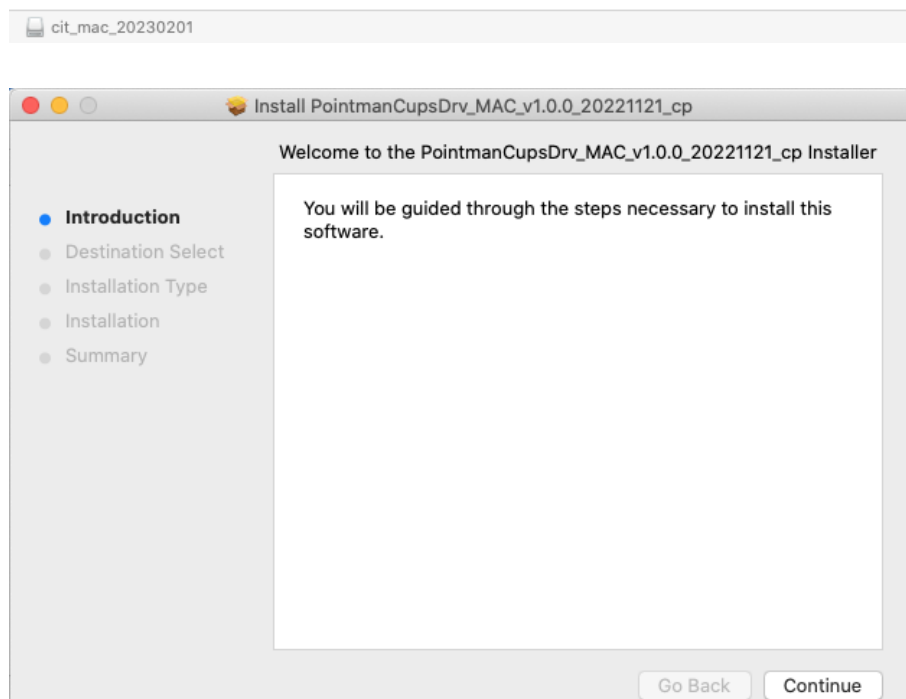 cit_mac_20230201
Install PointmanCupsDrv_MAC_v1.0.0_20221121_cp
Welcome to the PointmanCupsDrv_MAC_v1.0.0_20221121_cp Installer
Introduction
Destination Select
Installation Type
Installation
Summary
You will be guided through the steps necessary to install this
software.
Go Back
Continue